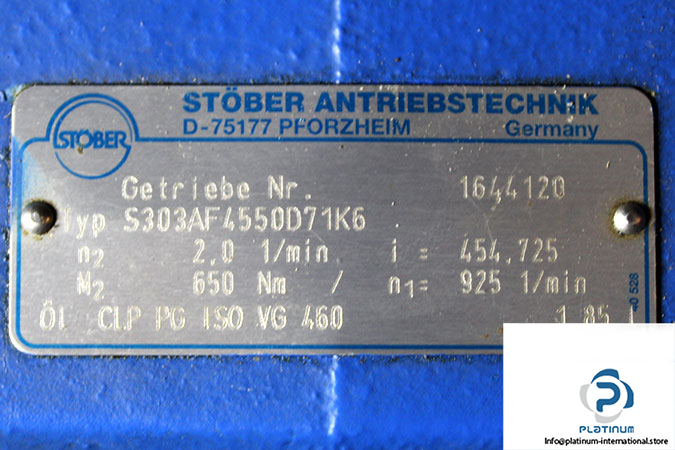 STÖBER ANTRIEBSTECHNIK
D-75177 PFORZHEIM Germany
STÖBER
Getriebe Nr. 1644120
Typ S303AF4550D71K6
n2 2.0 1/min i = 454.725
M2 650 Nm / n1= 925 1/min
ÖL CLP PG ISO VG 460 1.85 l
PLATINUM
Info@platinum-international.store